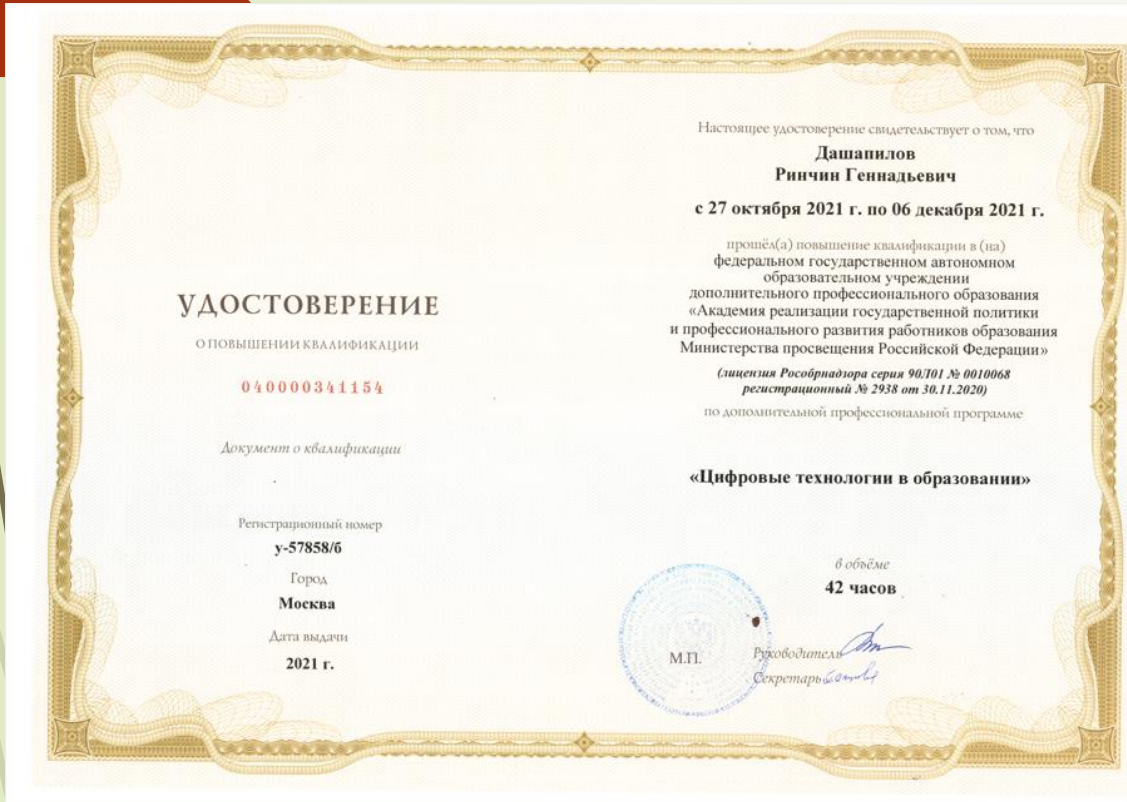 УДОСТОВЕРЕНИЕ
О ПОВЫШЕНИИ КВАЛИФИКАЦИИ
040000341154
Документ о квалификации
Регистрационный номер
у-57858/б
Город
Москва
Дата выдачи
2021 г.
Настоящее удостоверение свидетельствует о том, что
Дашапилов
Ринчин Геннадьевич
с 27 октября 2021 г. по 06 декабря 2021 г.
прошёл(а) повышение квалификации в (на)
федеральном государственном автономном
образовательном учреждении
дополнительного профессионального образования
«Академия реализации государственной политики
и профессионального развития работников образования
Министерства просвещения Российской Федерации»
(лицензия Рособрнадзора серия 90Л01 № 0010068
регистрационный № 2938 от 30.11.2020)
по дополнительной профессиональной программе
«Цифровые технологии в образовании»
в объёме
42 часов
М.П.
Руководитель
Секретарь